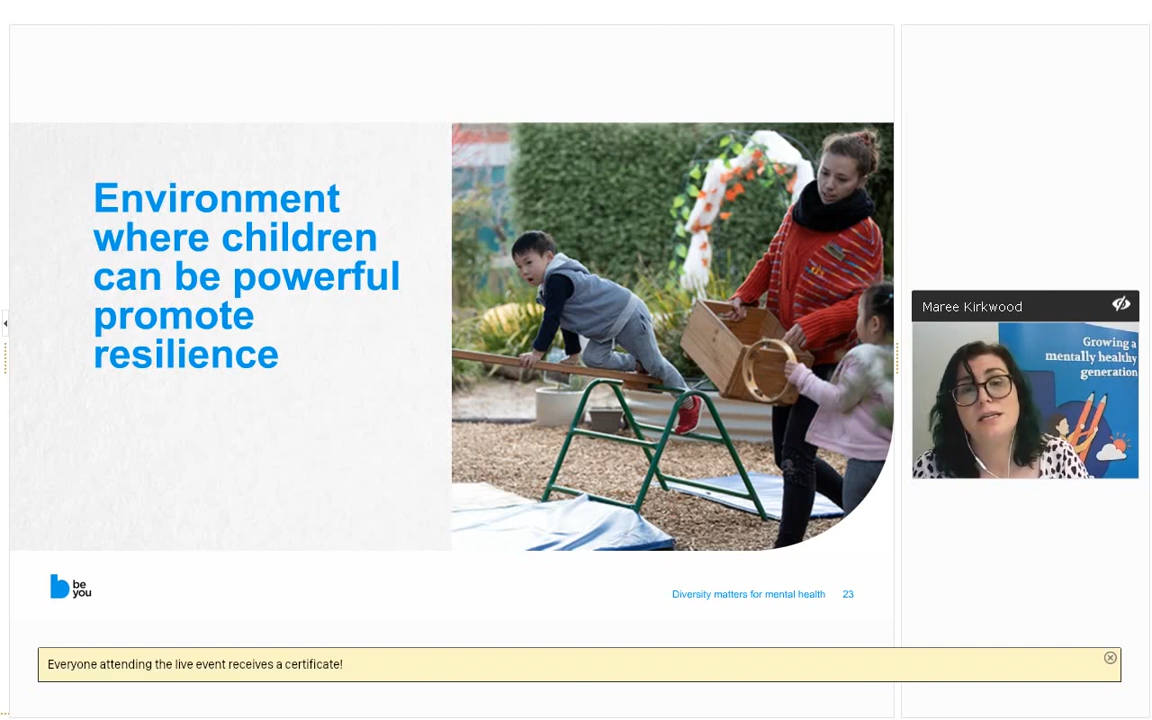 Environment
where children
can be powerful
promote
resilience
Maree Kirkwood
Growing a
mentally healthy
generation
be
you
Diversity matters for mental health 23
Everyone attending the live event receives a certificate!